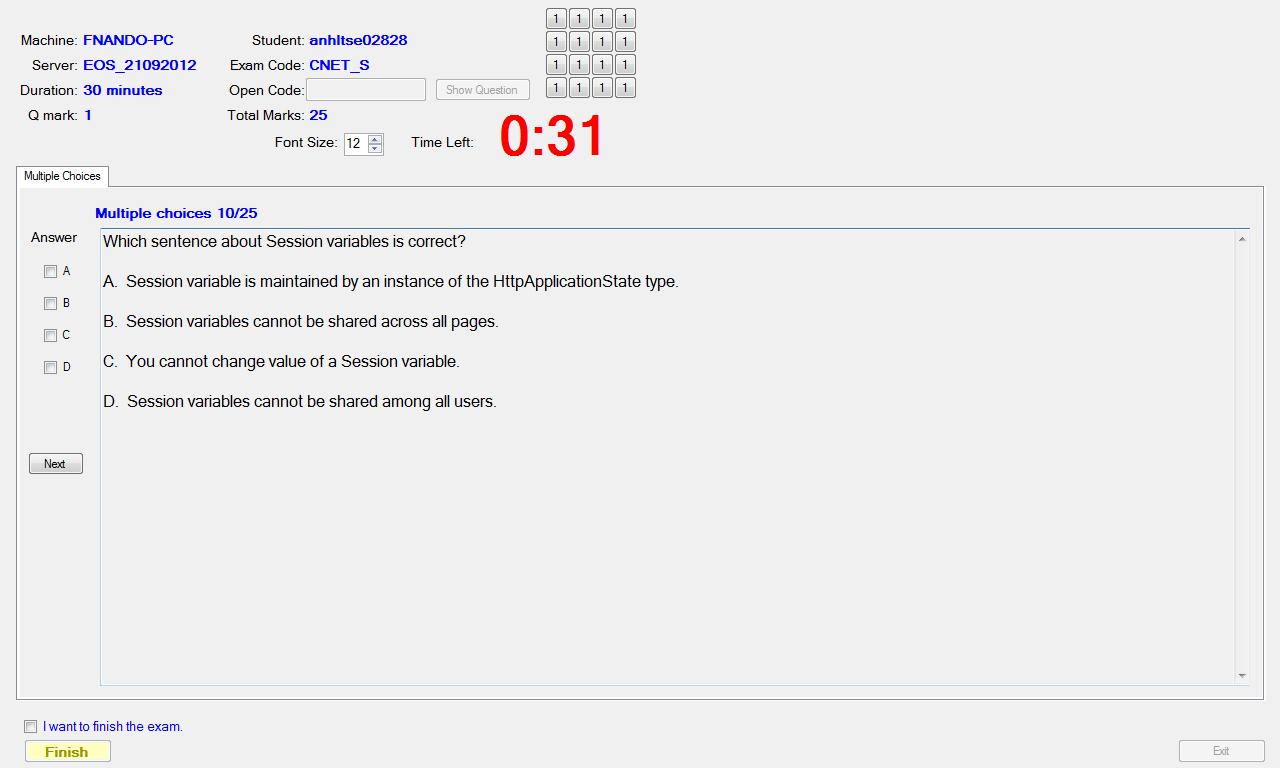 Machine: FNANDO-PC Student: anhltse02828
Server: EOS_21092012 Exam Code: CNET_S
Duration: 30 minutes Open Code: Show Question
Q mark: 1 Total Marks: 25
Font Size: 12 Time Left: 0:31
1 1 1 1
1 1 1 1
1 1 1 1
1 1 1 1
Multiple Choices
Multiple choices 10/25
Answer
A
B
C
D
Next
Which sentence about Session variables is correct?
A. Session variable is maintained by an instance of the HttpApplicationState type.
B. Session variables cannot be shared across all pages.
C. You cannot change value of a Session variable.
D. Session variables cannot be shared among all users.
I want to finish the exam.
Finish Exit